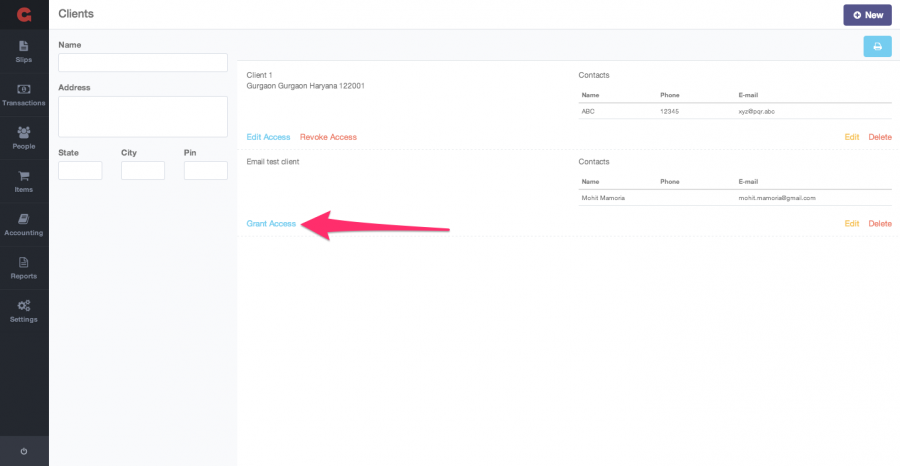 Clients
New
Slips
Transactions
People
Items
Accounting
Reports
Settings
Name
Address
State City Pin
Client 1
Gurgaon Gurgaon Haryana 122001
Contacts
Name Phone E-mail
ABC 12345 xyz@pqr.abc
Edit Access Revoke Access Edit Delete
Email test client
Contacts
Name Phone E-mail
Mohit Mamoria mohit.mamoria@gmail.com
Grant Access Edit Delete